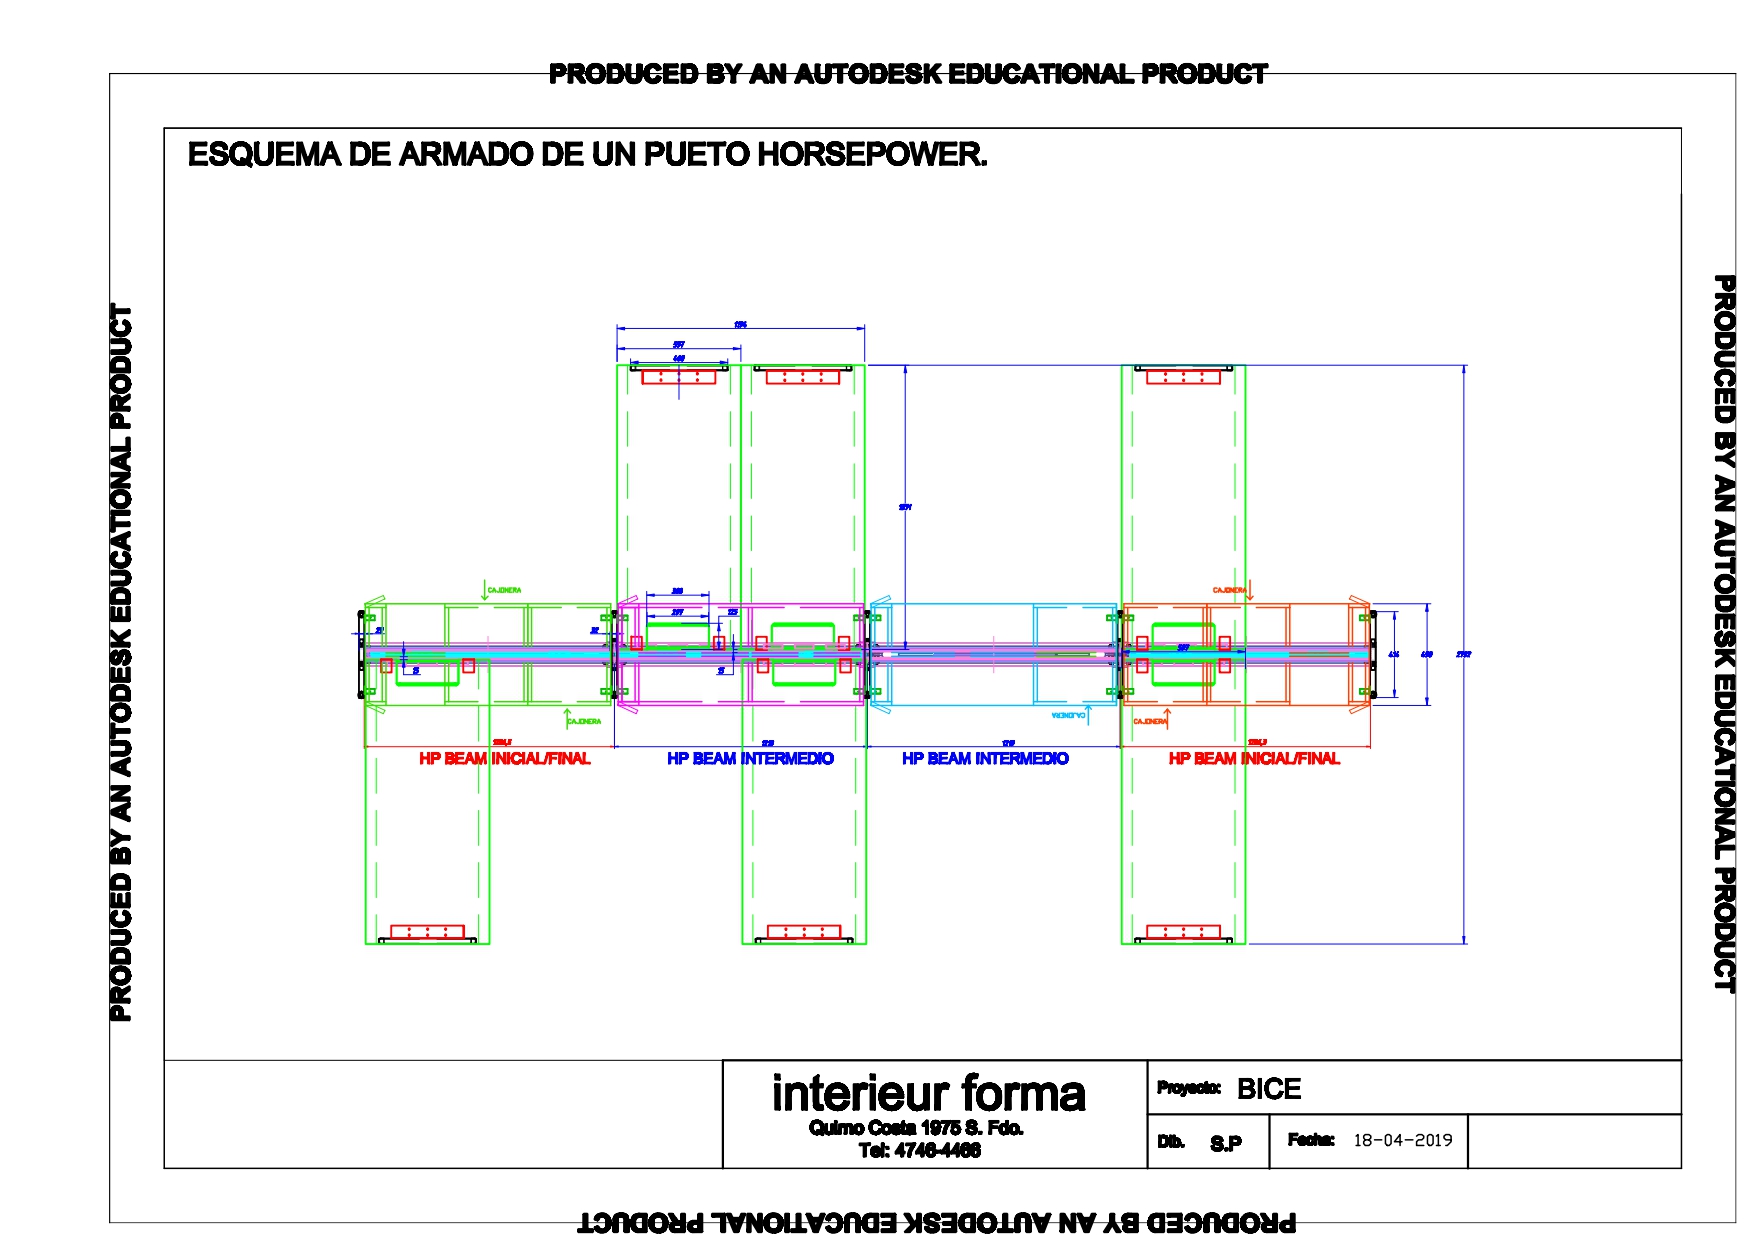 PRODUCED BY AN AUTODESK EDUCATIONAL PRODUCT
ESQUEMA DE ARMADO DE UN PUETO HORSEPOWER.
PRODUCED BY AN AUTODESK EDUCATIONAL PRODUCT
PRODUCED BY AN AUTODESK EDUCATIONAL PRODUCT
1194
597
CAJONERA
CAJONERA
CAJONERA
CAJONERA
CAJONERA
HP BEAM INICIAL/FINAL
HP BEAM INTERMEDIO
HP BEAM INTERMEDIO
HP BEAM INICIAL/FINAL
interieur forma
Quirno Costa 1975 S. Fdo.
Tel: 4746-4466
Proyecto: BICE
Dib. S.P
Fecha: 18-04-2019
PRODUCED BY AN AUTODESK EDUCATIONAL PRODUCT